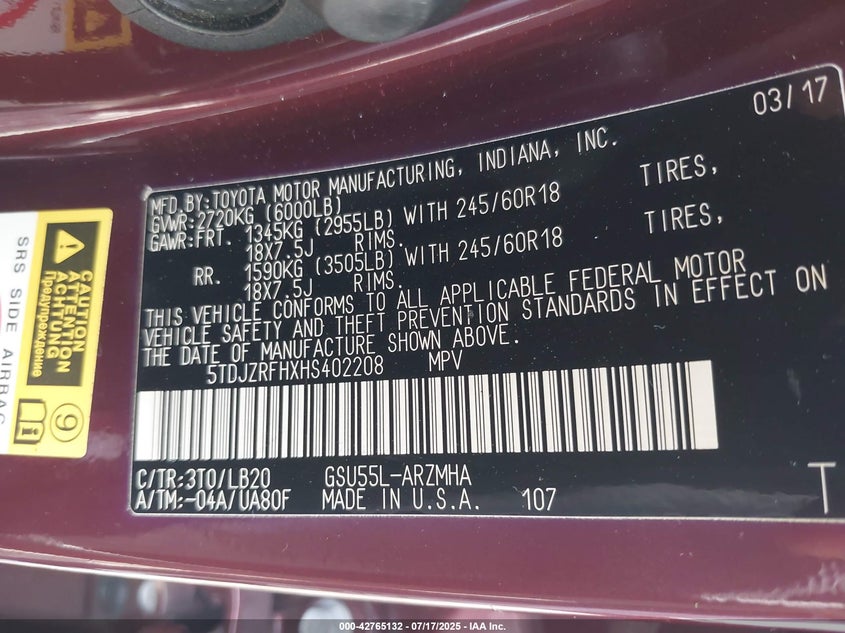 03/17
MFD.BY:TOYOTA MOTOR MANUFACTURING, INDIANA, INC.
GVWR:2720KG (6000LB)
GAWR:FRT. 1345KG (2955LB) WITH 245/60R18 TIRES,
18X7.5J RIMS.
RR. 1590KG (3505LB) WITH 245/60R18 TIRES,
18X7.5J RIMS.
THIS VEHICLE CONFORMS TO ALL APPLICABLE FEDERAL MOTOR
VEHICLE SAFETY AND THEFT PREVENTION STANDARDS IN EFFECT ON
THE DATE OF MANUFACTURE SHOWN ABOVE.
5TDJZRFHXHS402208 MPV
C/TR:3T0/LB20 GSU55L-ARZMHA
A/TM:-04A/UA80F MADE IN U.S.A. 107
T
CAUTION
ATTENTION
ACHTUNG
Предупреждение
9
SRS SIDE AIRBAG
000-42765132 - 07/17/2025 - IAA Inc.